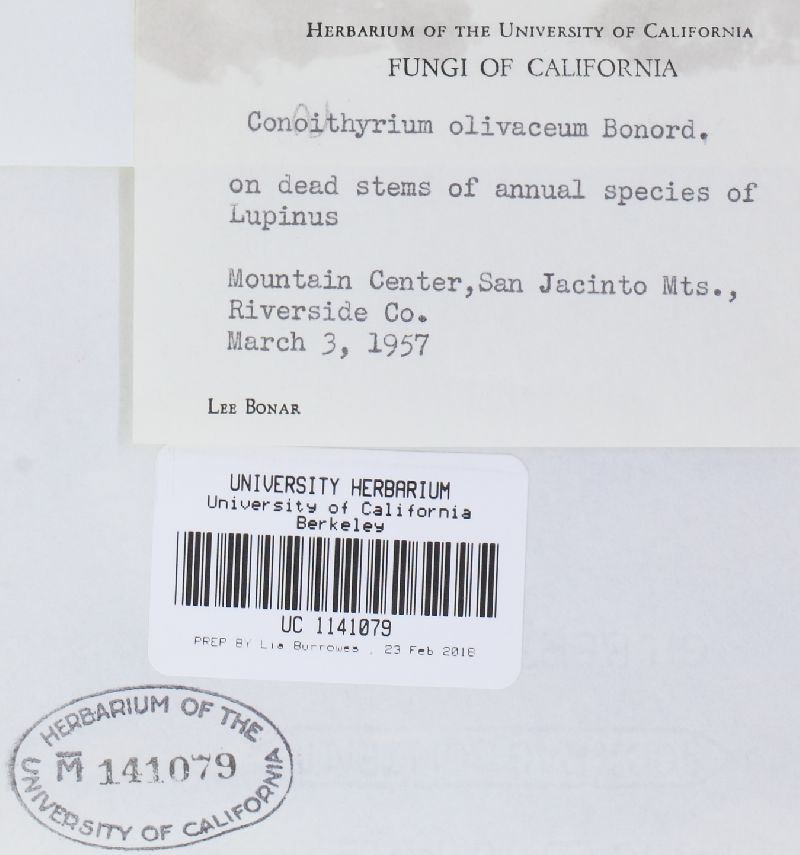 HERBARIUM OF THE UNIVERSITY OF CALIFORNIA
FUNGI OF CALIFORNIA
Conoithyrium olivaceum Bonord.
on dead stems of annual species of
Lupinus
Mountain Center,San Jacinto Mts.,
Riverside Co.
March 3, 1957
LEE BONAR
UNIVERSITY HERBARIUM
University of California
Berkeley
UC 1141079
PREP BY Lia Burrowes , 23 Feb 2018
HERBARIUM OF THE
M̅ 141079
UNIVERSITY OF CALIFORNIA